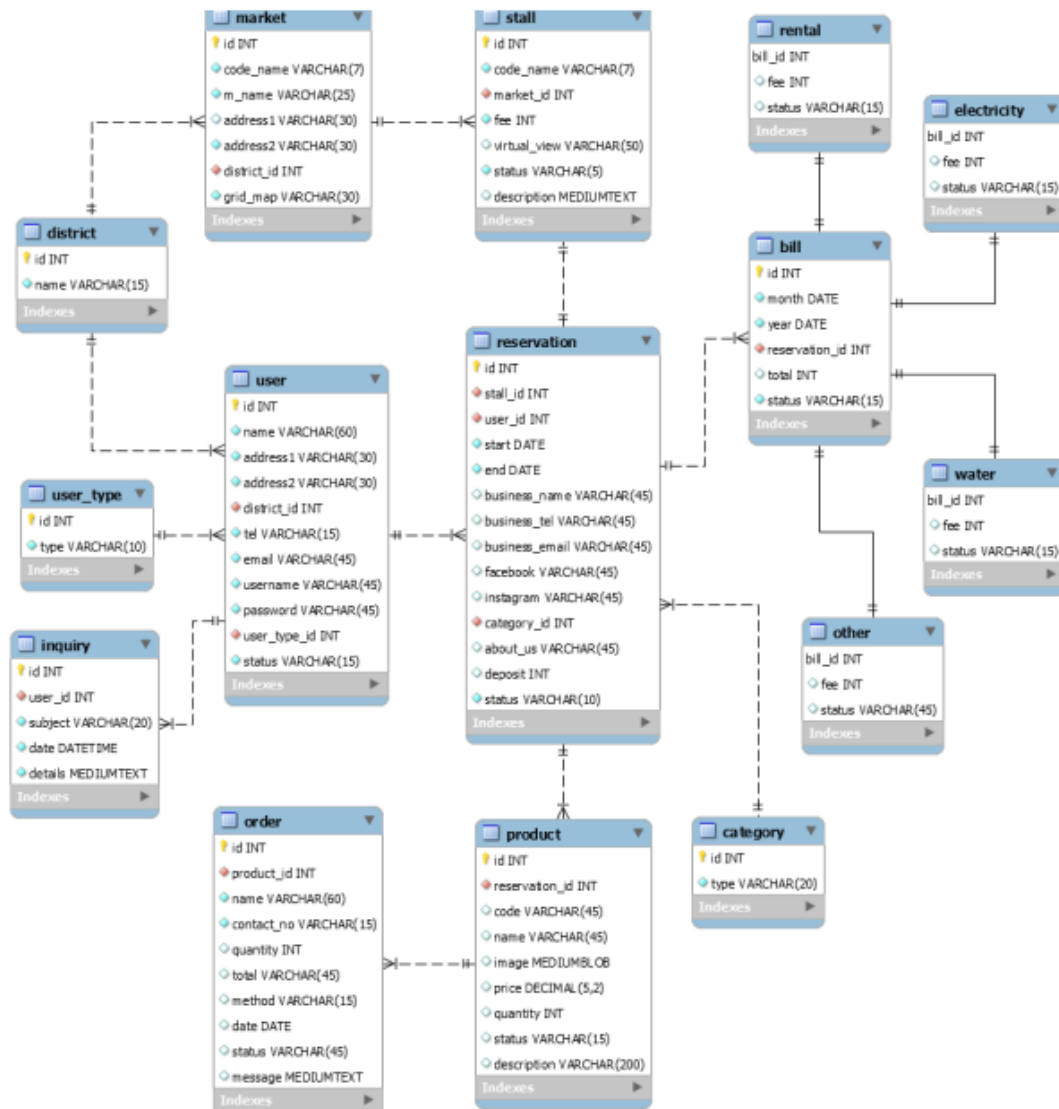 market
id INT
code_name VARCHAR(7)
m_name VARCHAR(25)
address1 VARCHAR(30)
address2 VARCHAR(30)
district_id INT
grid_map VARCHAR(30)
Indexes
stall
id INT
code_name VARCHAR(7)
market_id INT
fee INT
virtual_view VARCHAR(50)
status VARCHAR(5)
description MEDIUMTEXT
Indexes
rental
bill_id INT
fee INT
status VARCHAR(15)
Indexes
electricity
bill_id INT
fee INT
status VARCHAR(15)
Indexes
district
id INT
name VARCHAR(15)
Indexes
bill
id INT
month DATE
year DATE
reservation_id INT
total INT
status VARCHAR(15)
Indexes
user
id INT
name VARCHAR(60)
address1 VARCHAR(30)
address2 VARCHAR(30)
district_id INT
tel VARCHAR(15)
email VARCHAR(45)
username VARCHAR(45)
password VARCHAR(45)
user_type_id INT
status VARCHAR(15)
Indexes
reservation
id INT
stall_id INT
user_id INT
start DATE
end DATE
business_name VARCHAR(45)
business_tel VARCHAR(45)
business_email VARCHAR(45)
facebook VARCHAR(45)
instagram VARCHAR(45)
category_id INT
about_us VARCHAR(45)
deposit INT
status VARCHAR(10)
Indexes
user_type
id INT
type VARCHAR(10)
Indexes
water
bill_id INT
fee INT
status VARCHAR(15)
Indexes
inquiry
id INT
user_id INT
subject VARCHAR(20)
date DATETIME
details MEDIUMTEXT
Indexes
other
bill_id INT
fee INT
status VARCHAR(45)
Indexes
order
id INT
product_id INT
name VARCHAR(60)
contact_no VARCHAR(15)
quantity INT
total VARCHAR(45)
method VARCHAR(15)
date DATE
status VARCHAR(45)
message MEDIUMTEXT
Indexes
product
id INT
reservation_id INT
code VARCHAR(45)
name VARCHAR(45)
image MEDIUMBLOB
price DECIMAL(5,2)
quantity INT
status VARCHAR(15)
description VARCHAR(200)
Indexes
category
id INT
type VARCHAR(20)
Indexes